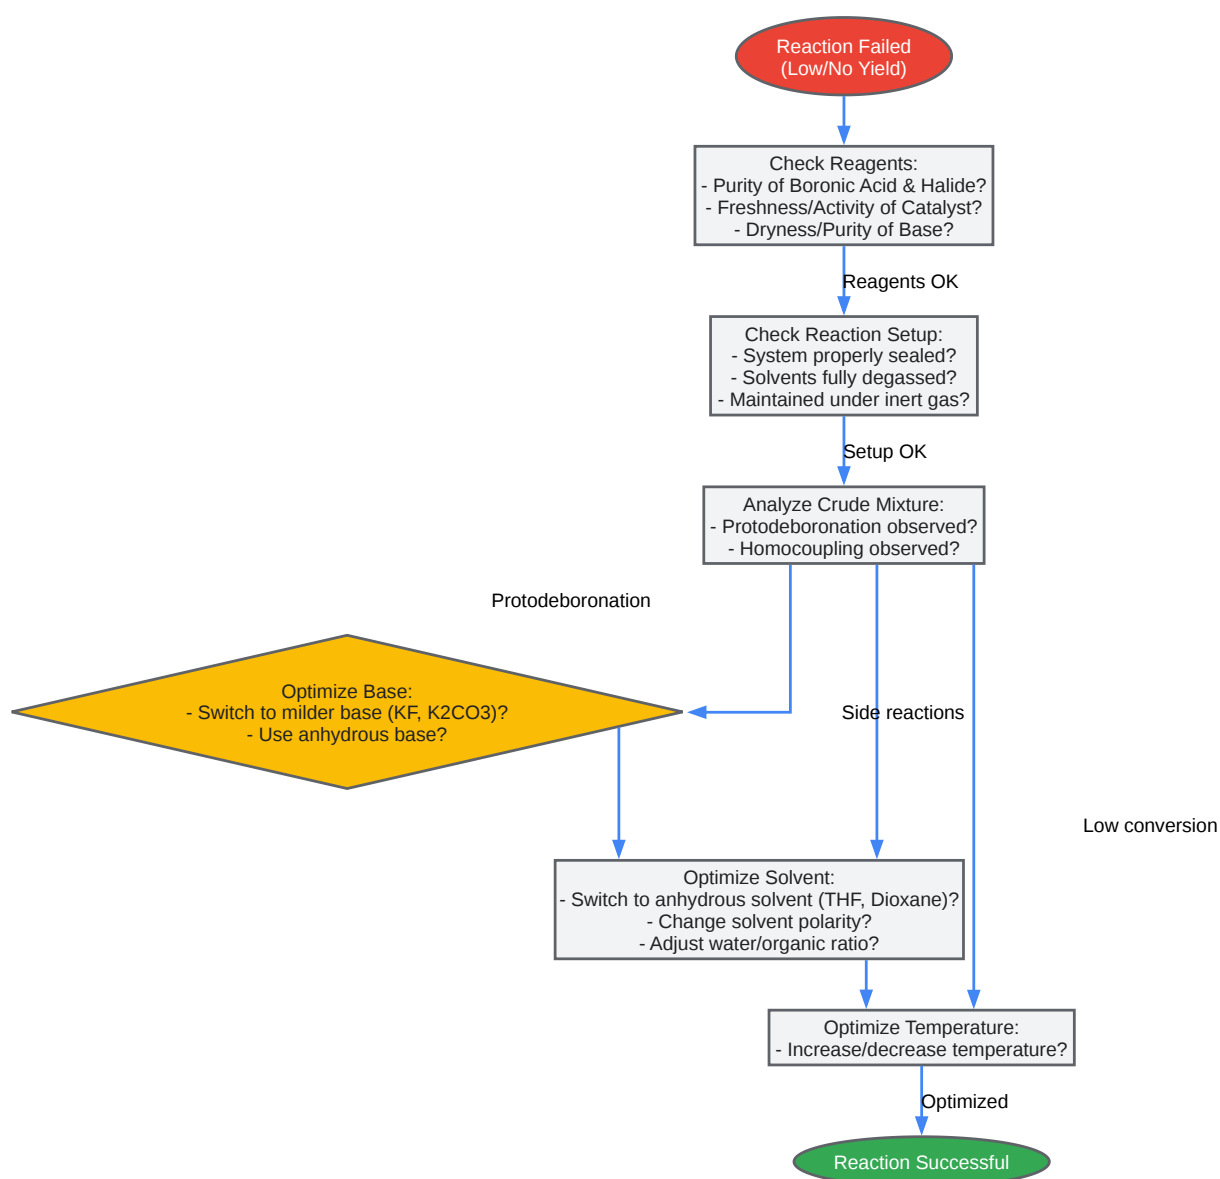 Reaction Failed
(Low/No Yield)
Check Reagents:
- Purity of Boronic Acid & Halide?
- Freshness/Activity of Catalyst?
- Dryness/Purity of Base?
Reagents OK
Check Reaction Setup:
- System properly sealed?
- Solvents fully degassed?
- Maintained under inert gas?
Setup OK
Analyze Crude Mixture:
- Protodeboronation observed?
- Homocoupling observed?
Protodeboronation
Optimize Base:
- Switch to milder base (KF, K2CO3)?
- Use anhydrous base?
Side reactions
Low conversion
Optimize Solvent:
- Switch to anhydrous solvent (THF, Dioxane)?
- Change solvent polarity?
- Adjust water/organic ratio?
Optimize Temperature:
- Increase/decrease temperature?
Optimized
Reaction Successful